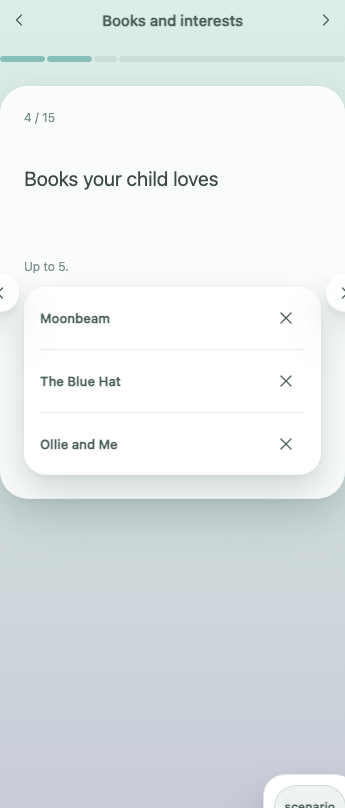 Books and interests
4 / 15
Books your child loves
Up to 5.
Moonbeam
The Blue Hat
Ollie and Me
scenario